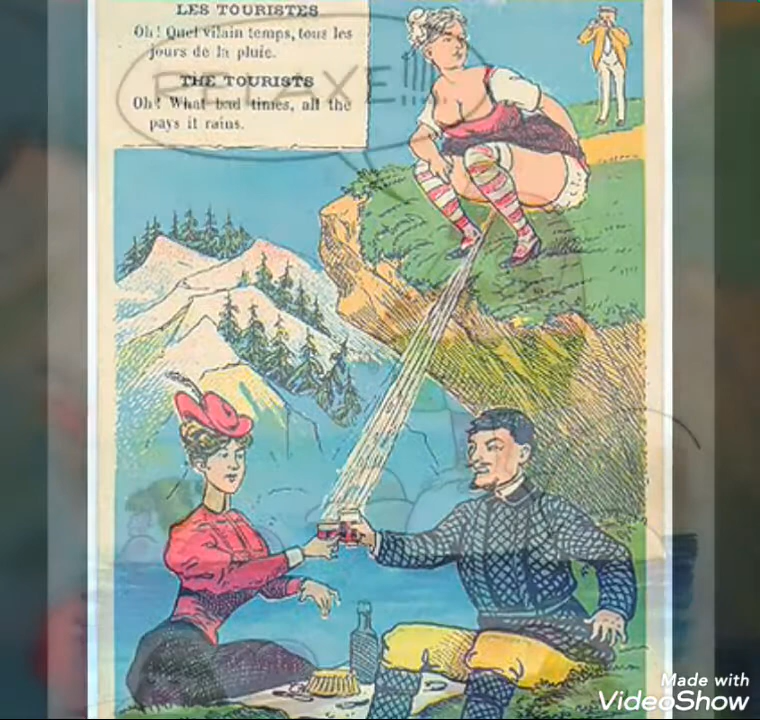 LES TOURISTES
Oh! Quel vilain temps, tous les
jours de la pluie.
THE TOURISTS
Oh! What bad times, all the
pays it rains.
RELAXE!!!
Made with
VideoShow